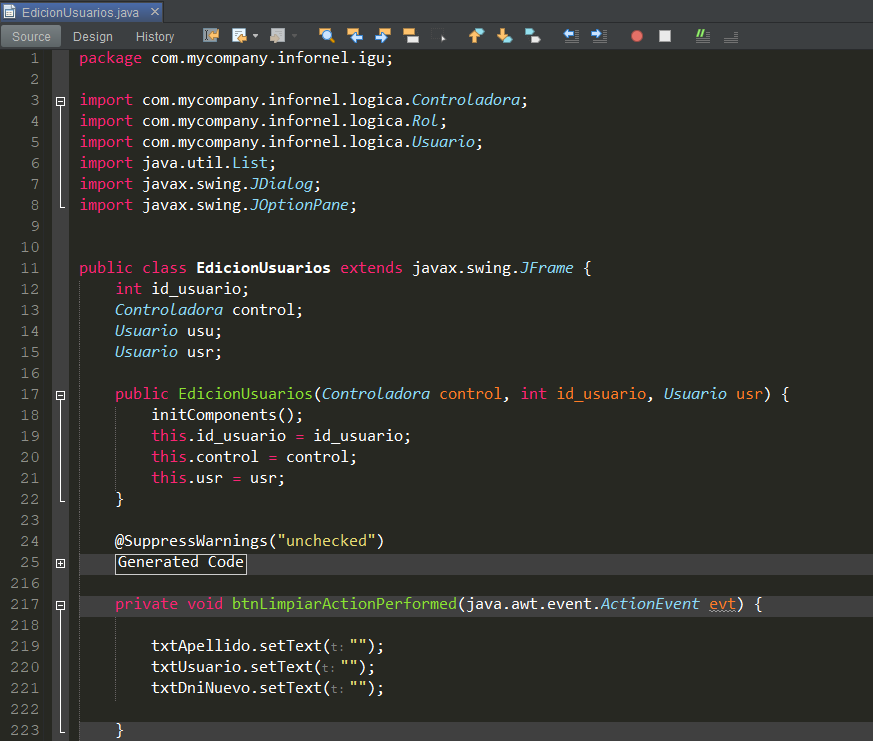 EdicionUsuarios.java
Source Design History
1 package com.mycompany.infornel.igu;
2
3 import com.mycompany.infornel.logica.Controladora;
4 import com.mycompany.infornel.logica.Rol;
5 import com.mycompany.infornel.logica.Usuario;
6 import java.util.List;
7 import javax.swing.JDialog;
8 import javax.swing.JOptionPane;
9
10
11 public class EdicionUsuarios extends javax.swing.JFrame {
12 int id_usuario;
13 Controladora control;
14 Usuario usu;
15 Usuario usr;
16
17 public EdicionUsuarios(Controladora control, int id_usuario, Usuario usr) {
18 initComponents();
19 this.id_usuario = id_usuario;
20 this.control = control;
21 this.usr = usr;
22 }
23
24 @SuppressWarnings("unchecked")
25 Generated Code
216
217 private void btnLimpiarActionPerformed(java.awt.event.ActionEvent evt) {
218
219 txtApellido.setText(t: "");
220 txtUsuario.setText(t: "");
221 txtDniNuevo.setText(t: "");
222
223 }